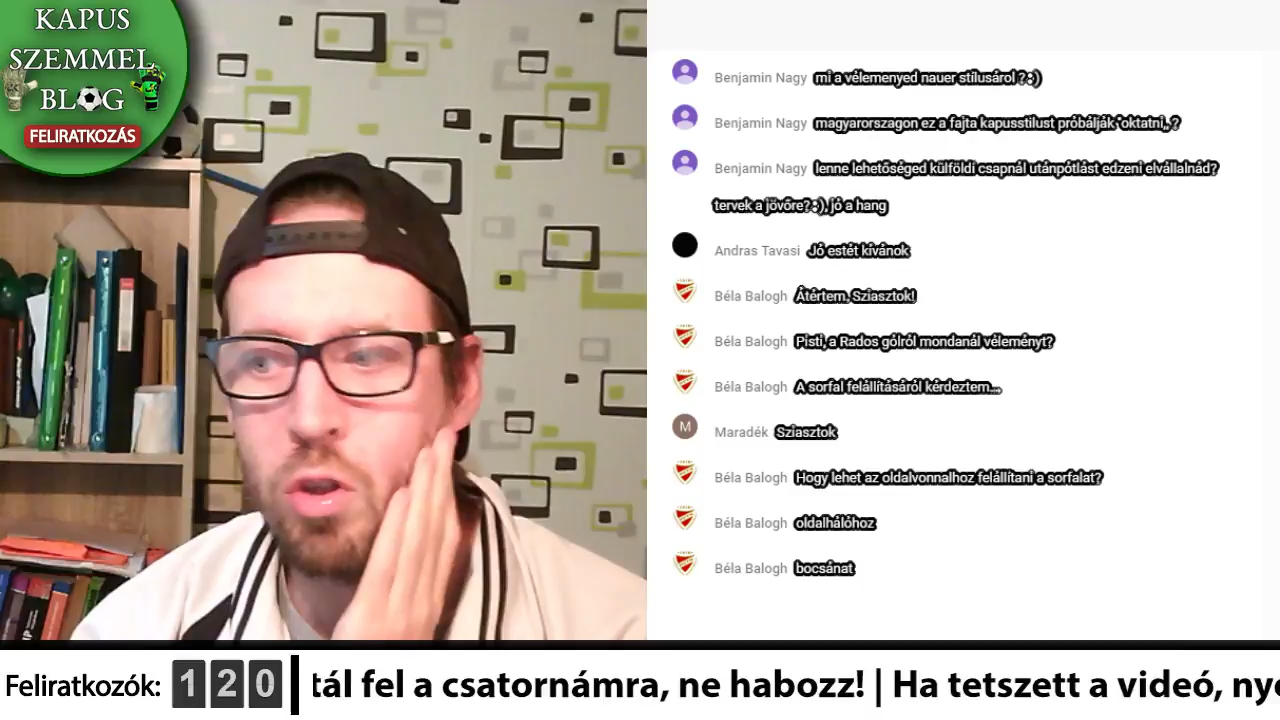 KAPUS
SZEMMEL
BLOG
FELIRATKOZÁS
Benjamin Nagy mi a vélemenyed nauer stilusárol ? :)
Benjamin Nagy magyarorszagon ez a fajta kapusstilust próbálják "oktatni,, ?
Benjamin Nagy lenne lehetőséged külföldi csapnál utánpótlást edzeni elvállalnád?
tervek a jövőre? :), jó a hang
Andras Tavasi Jó estét kívánok
Béla Balogh Átértem, Sziasztok!
Béla Balogh Pisti, a Rados gólról mondanál véleményt?
Béla Balogh A sorfal felállításáról kérdeztem...
M Maradék Sziasztok
Béla Balogh Hogy lehet az oldalvonnalhoz felállítani a sorfalat?
Béla Balogh oldalhálóhoz
Béla Balogh bocsánat
Feliratkozók: 120 tál fel a csatornámra, ne habozz! | Ha tetszett a videó, nyo